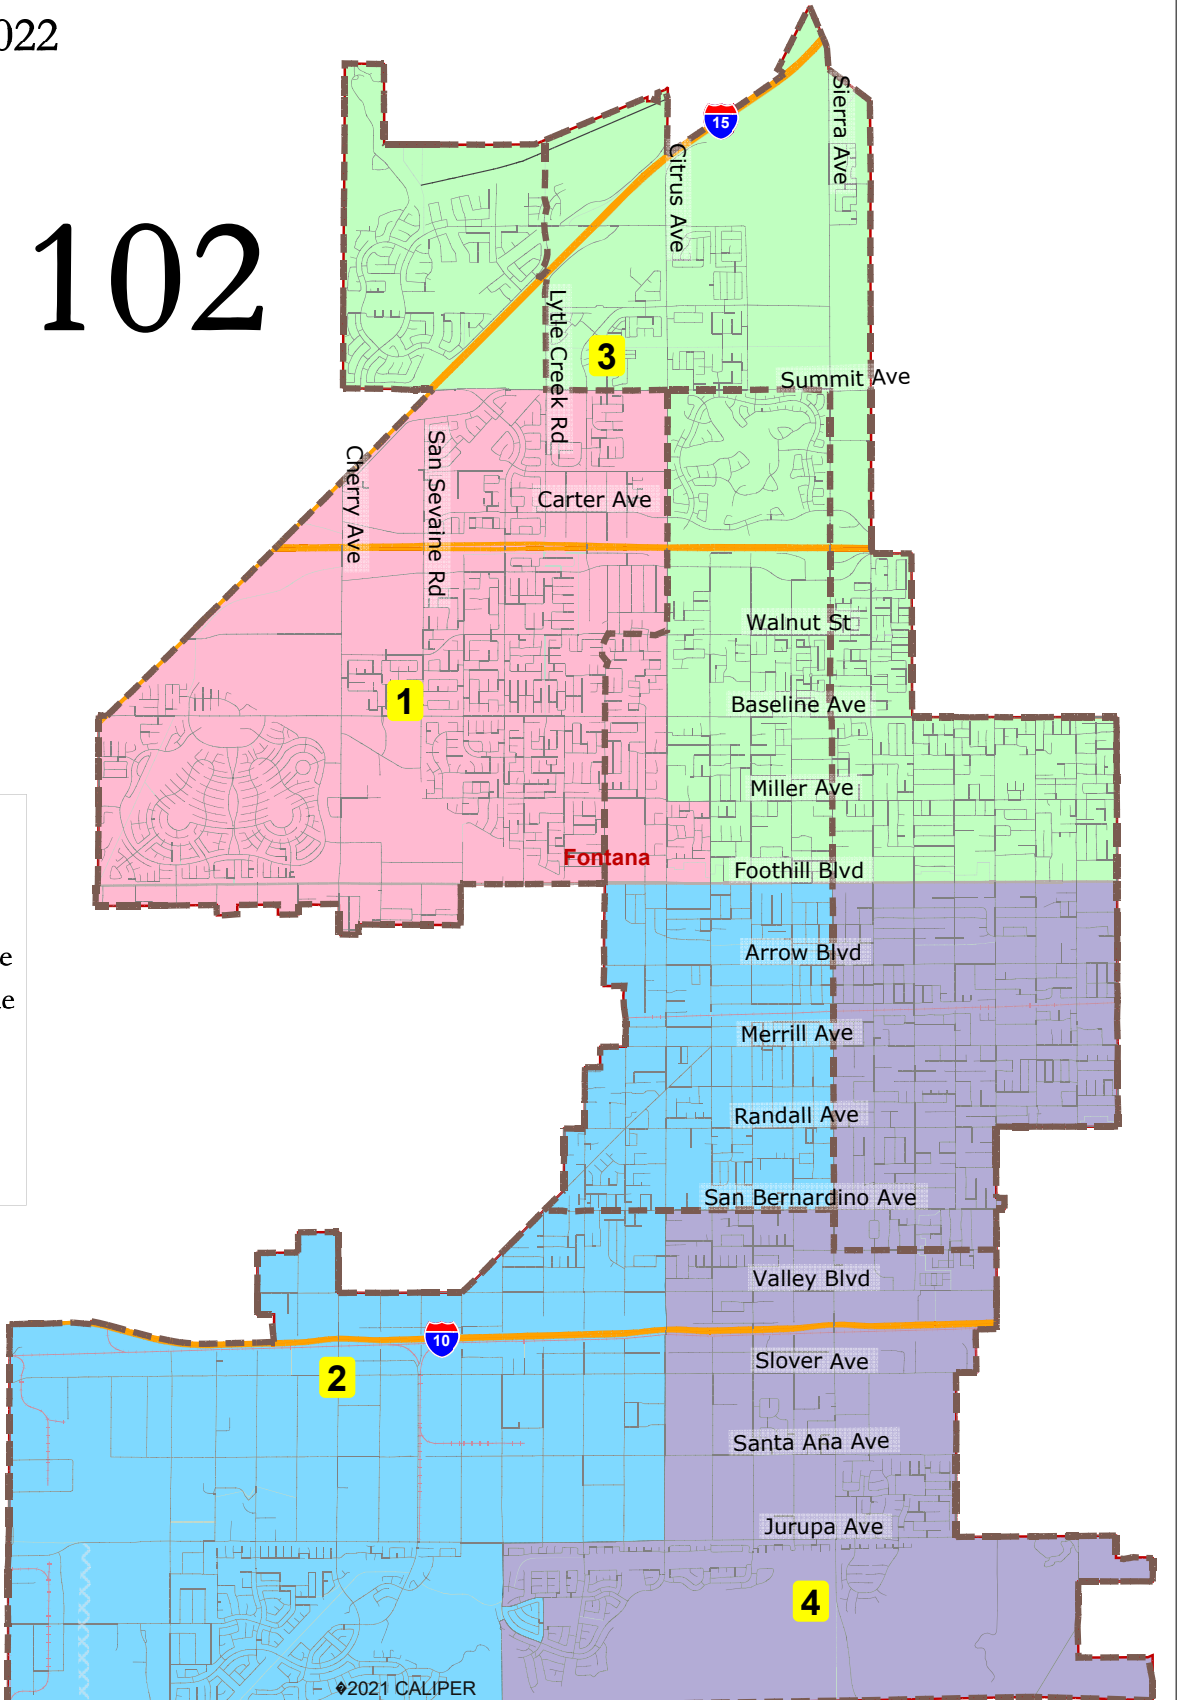 022
102
15
Sierra Ave
Citrus Ave
Lytle Creek Rd
3
Summit Ave
San Sevaine Rd
Cherry Ave
Carter Ave
Walnut St
1
Baseline Ave
Miller Ave
Fontana
Foothill Blvd
Arrow Blvd
e
Merrill Ave
Randall Ave
San Bernardino Ave
Valley Blvd
10
Slover Ave
2
Santa Ana Ave
Jurupa Ave
4
�2021 CALIPER